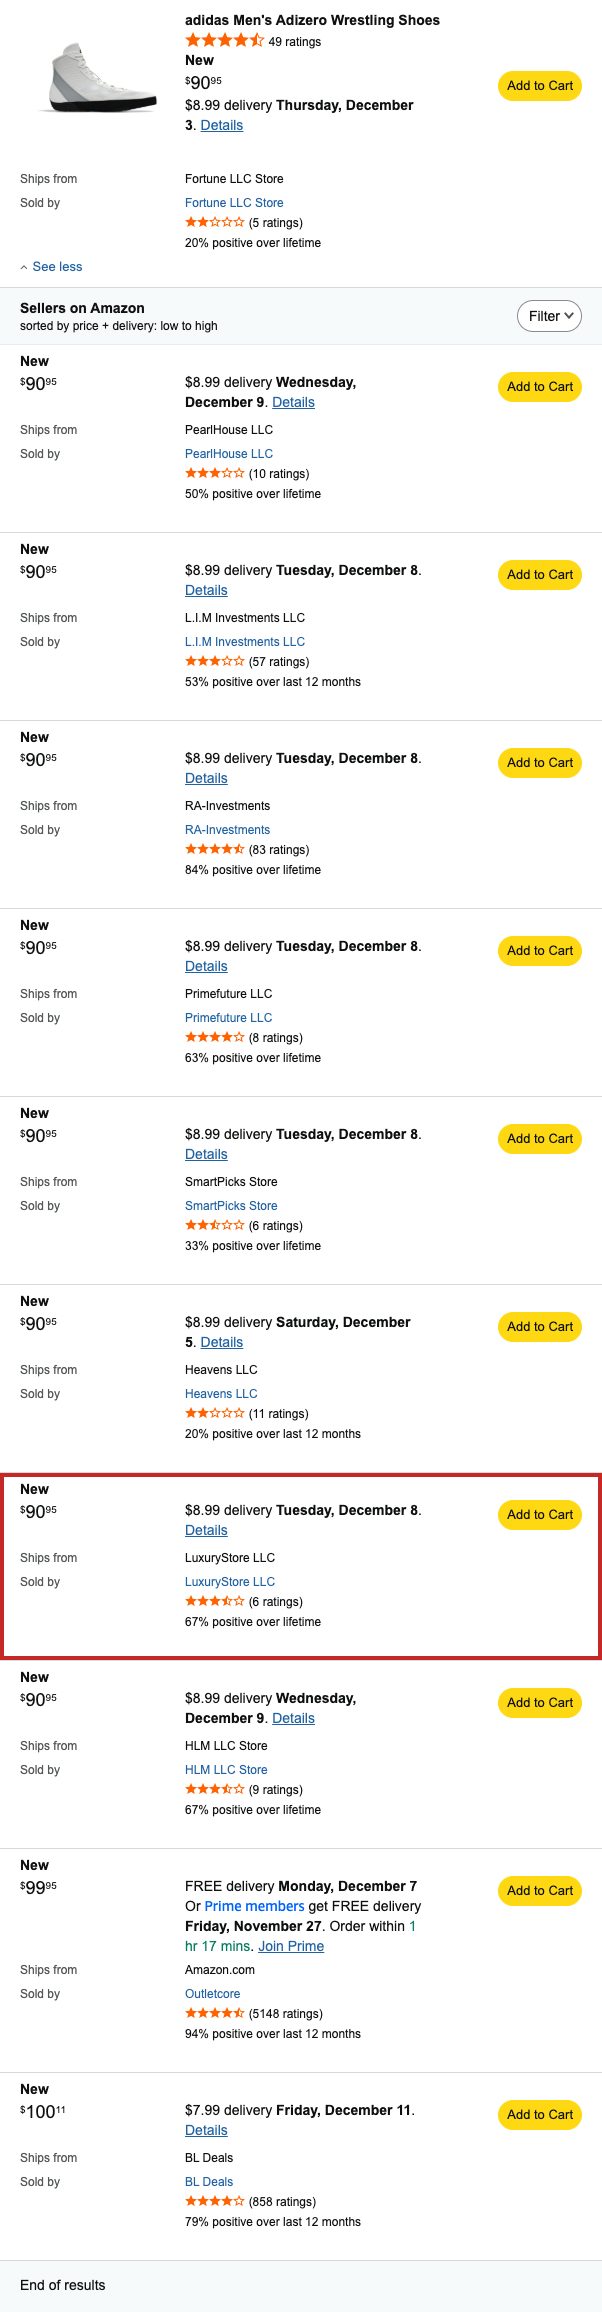 adidas Men's Adizero Wrestling Shoes
49 ratings
New
$90.95
$8.99 delivery Thursday, December
3. Details
Add to Cart
Ships from
Fortune LLC Store
Sold by
Fortune LLC Store
(5 ratings)
20% positive over lifetime
See less
Sellers on Amazon
sorted by price + delivery: low to high
Filter
New
$90.95
$8.99 delivery Wednesday,
December 9. Details
Add to Cart
Ships from
PearlHouse LLC
Sold by
PearlHouse LLC
(10 ratings)
50% positive over lifetime
New
$90.95
$8.99 delivery Tuesday, December 8.
Details
Add to Cart
Ships from
L.I.M Investments LLC
Sold by
L.I.M Investments LLC
(57 ratings)
53% positive over last 12 months
New
$90.95
$8.99 delivery Tuesday, December 8.
Details
Add to Cart
Ships from
RA-Investments
Sold by
RA-Investments
(83 ratings)
84% positive over lifetime
New
$90.95
$8.99 delivery Tuesday, December 8.
Details
Add to Cart
Ships from
Primefuture LLC
Sold by
Primefuture LLC
(8 ratings)
63% positive over lifetime
New
$90.95
$8.99 delivery Tuesday, December 8.
Details
Add to Cart
Ships from
SmartPicks Store
Sold by
SmartPicks Store
(6 ratings)
33% positive over lifetime
New
$90.95
$8.99 delivery Saturday, December
5. Details
Add to Cart
Ships from
Heavens LLC
Sold by
Heavens LLC
(11 ratings)
20% positive over last 12 months
New
$90.95
$8.99 delivery Tuesday, December 8.
Details
Add to Cart
Ships from
LuxuryStore LLC
Sold by
LuxuryStore LLC
(6 ratings)
67% positive over lifetime
New
$90.95
$8.99 delivery Wednesday,
December 9. Details
Add to Cart
Ships from
HLM LLC Store
Sold by
HLM LLC Store
(9 ratings)
67% positive over lifetime
New
$99.95
FREE delivery Monday, December 7
Or Prime members get FREE delivery
Friday, November 27. Order within 1
hr 17 mins. Join Prime
Add to Cart
Ships from
Amazon.com
Sold by
Outletcore
(5148 ratings)
94% positive over last 12 months
New
$100.11
$7.99 delivery Friday, December 11.
Details
Add to Cart
Ships from
BL Deals
Sold by
BL Deals
(858 ratings)
79% positive over last 12 months
End of results